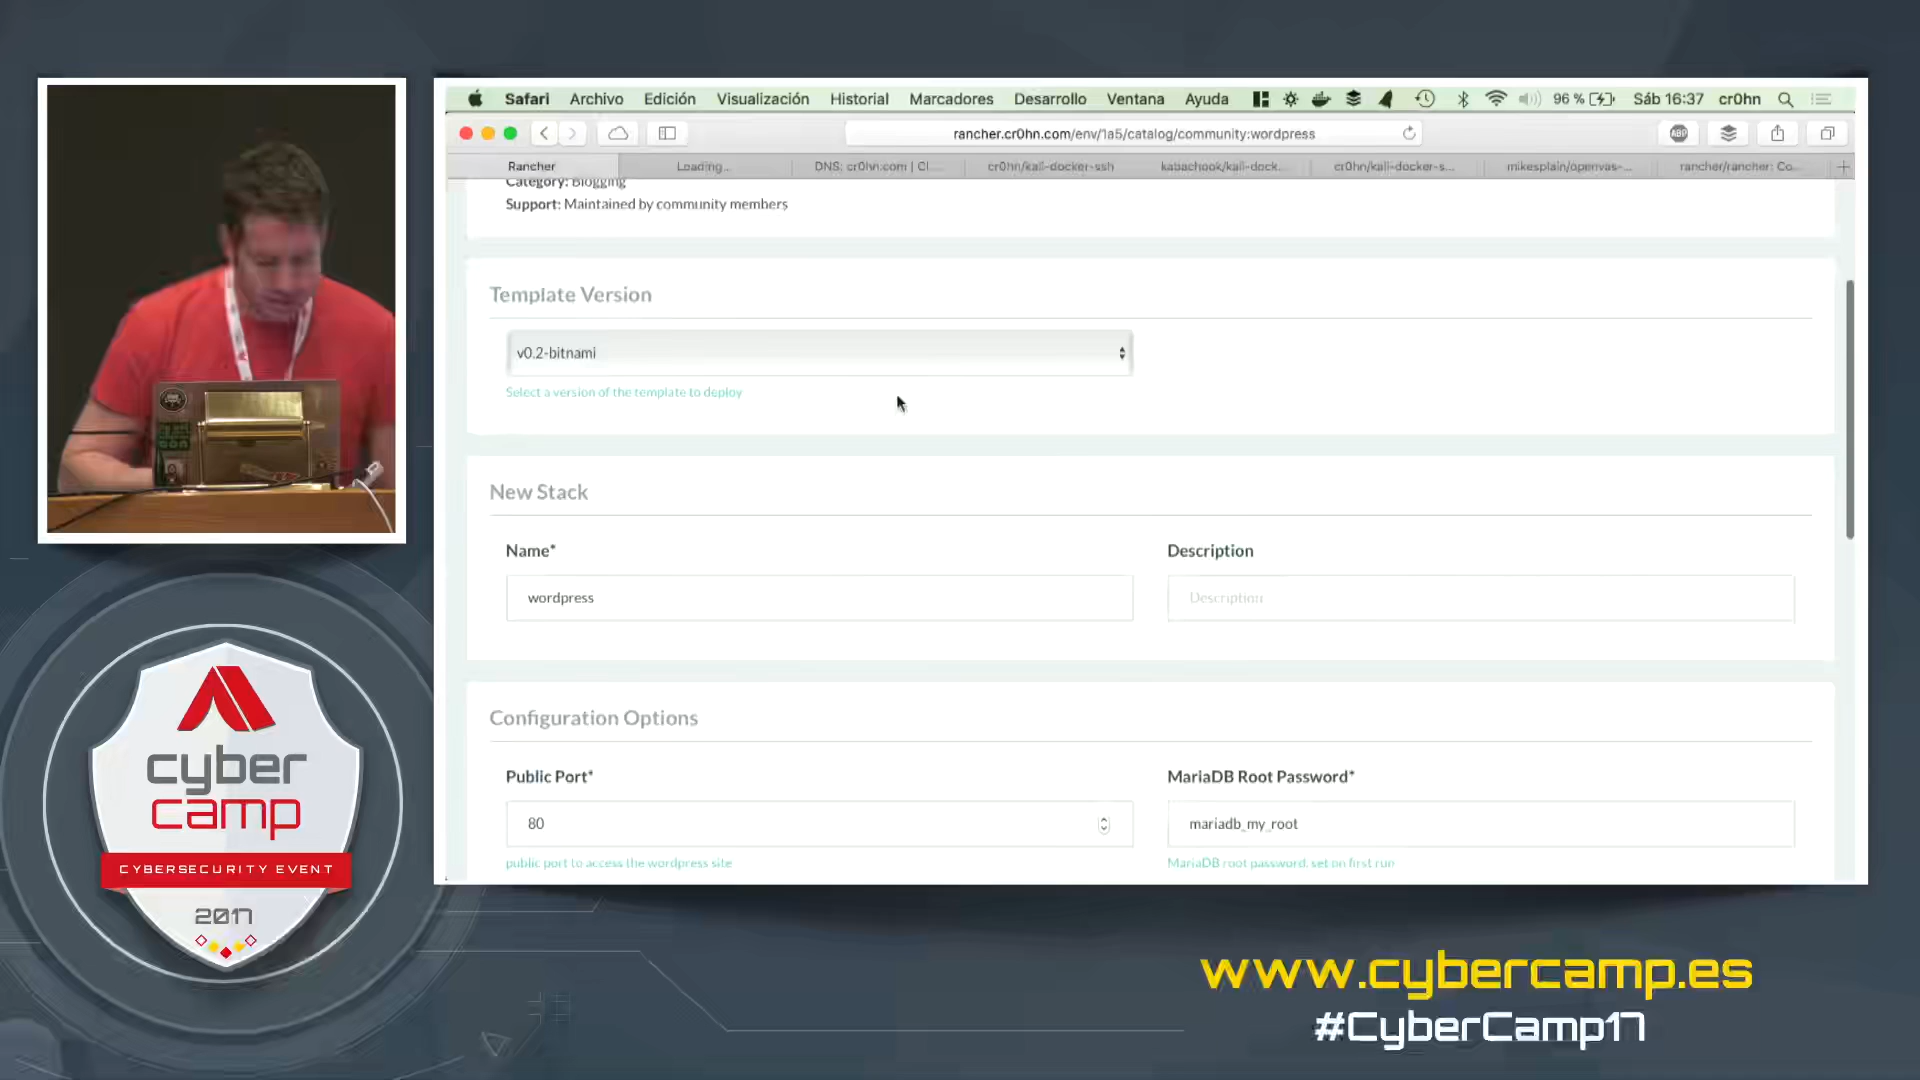 Safari Archivo Edición Visualización Historial Marcadores Desarrollo Ventana Ayuda 96 % Sáb 16:37 cr0hn
rancher.cr0hn.com/env/1a5/catalog/community:wordpress
ABP
Rancher Loading... DNS: cr0hn.com | Cl... cr0hn/kali-docker-ssh kabachook/kali-dock... cr0hn/kali-docker-s... mikesplain/openvas-... rancher/rancher: Co...
Category: Blogging
Support: Maintained by community members
Template Version
v0.2-bitnami
Select a version of the template to deploy
New Stack
Name* Description
wordpress Description
Configuration Options
Public Port* MariaDB Root Password*
80 mariadb_my_root
public port to access the wordpress site MariaDB root password, set on first run
cyber
camp
CYBERSECURITY EVENT
2017
www.cybercamp.es
#CyberCamp17